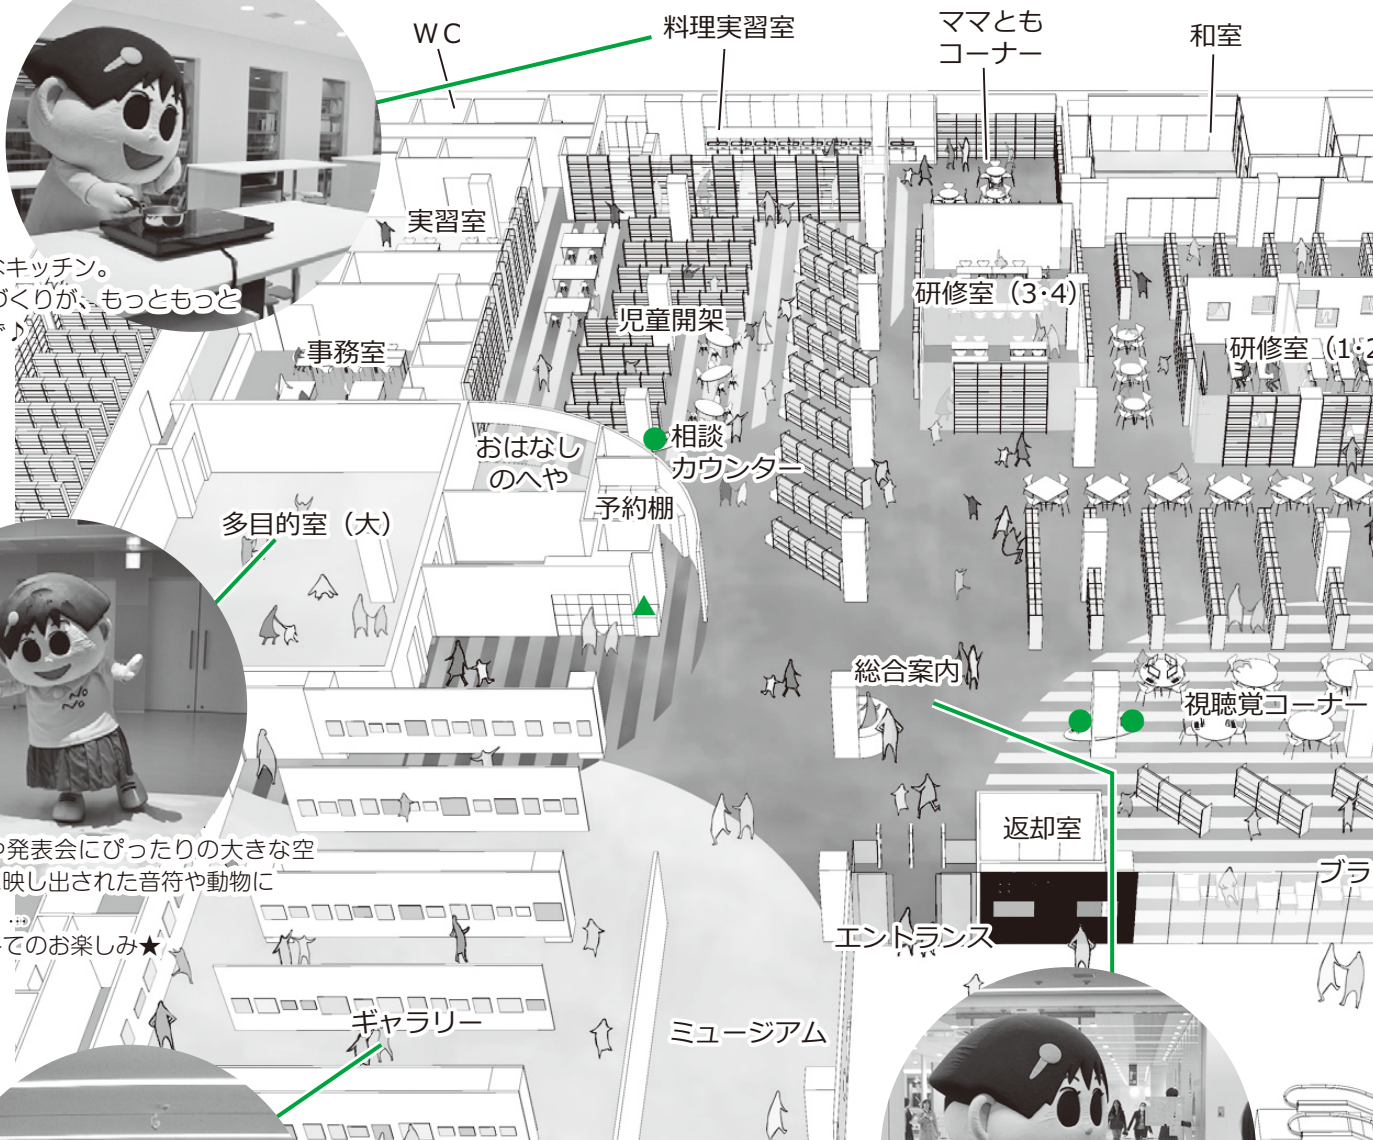 WC
料理実習室
ママとも
コーナー
和室
実習室
なキッチン。
づくりが、もっともっと
♪
事務室
児童開架
研修室（3・4）
研修室（1・2
おはなし
のへや
相談
カウンター
予約棚
多目的室（大）
総合案内
視聴覚コーナー
返却室
や発表会にぴったりの大きな空
映し出された音符や動物に
…
てのお楽しみ★
ブラ
エントランス
ギャラリー
ミュージアム